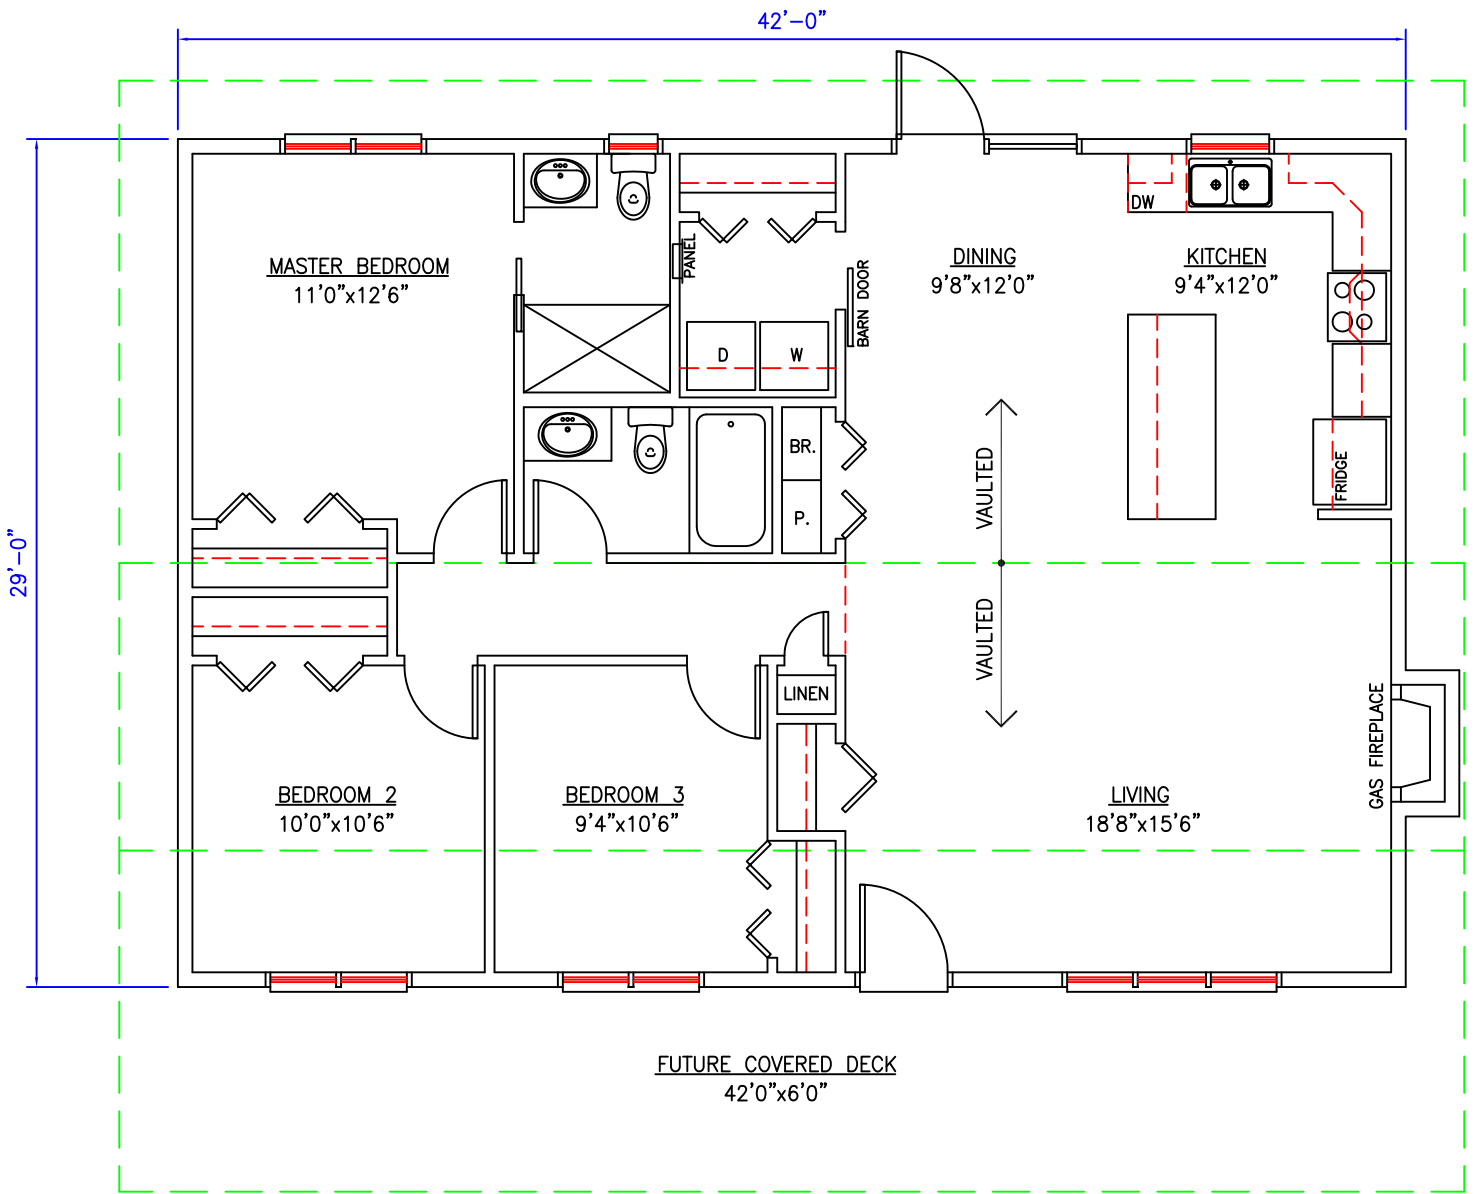 42'-0"
DW
PANEL
MASTER BEDROOM
11'0"x12'6"
DINING
9'8"x12'0"
KITCHEN
9'4"x12'0"
BARN DOOR
D
W
BR.
VAULTED
FRIDGE
P.
29'-0"
VAULTED
LINEN
GAS FIREPLACE
BEDROOM 2
10'0"x10'6"
BEDROOM 3
9'4"x10'6"
LIVING
18'8"x15'6"
FUTURE COVERED DECK
42'0"x6'0"